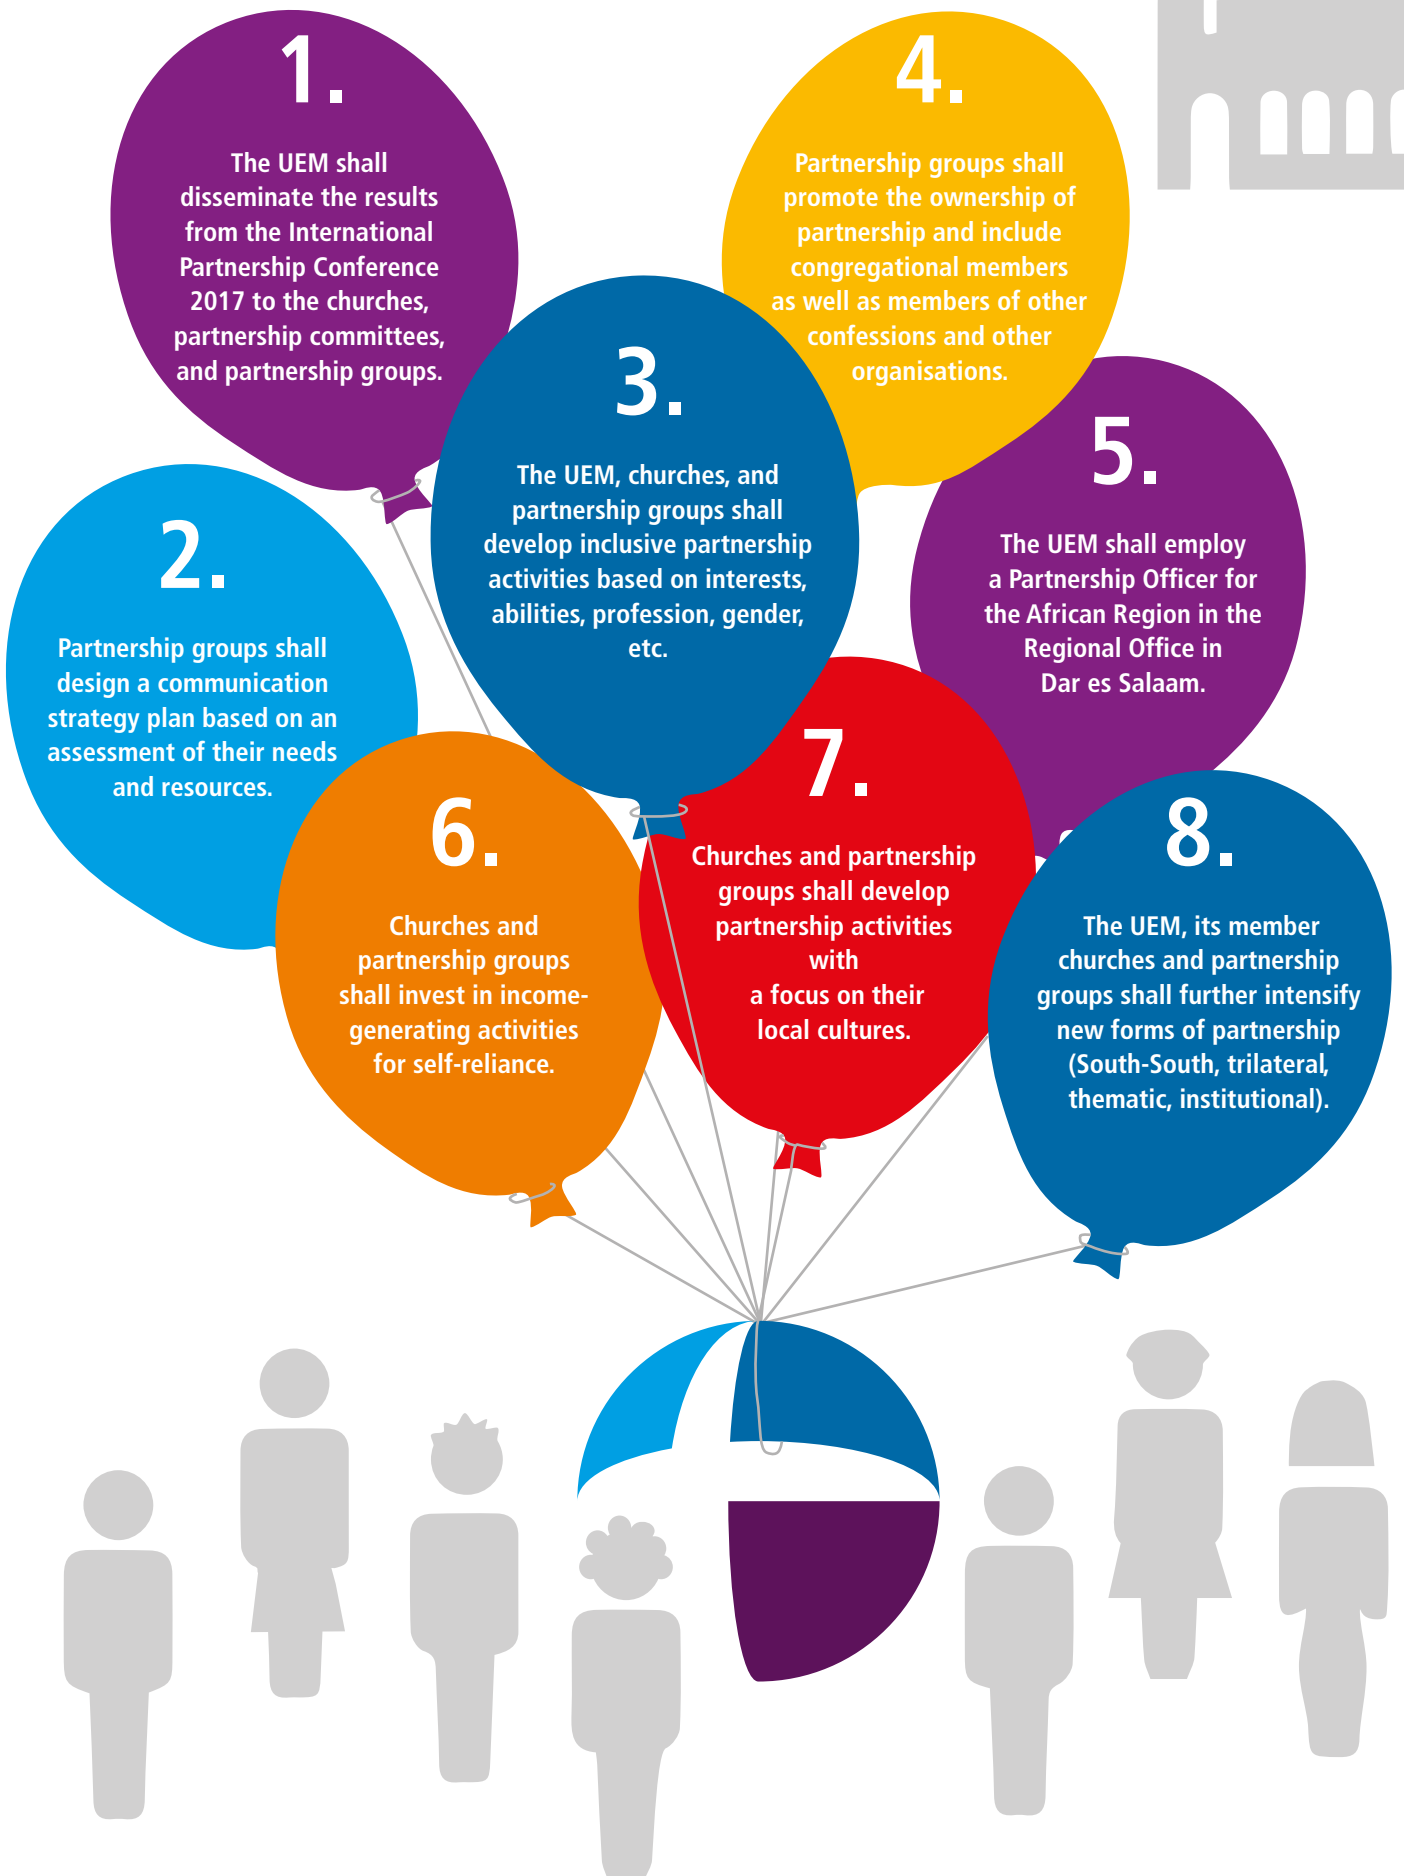 1.
The UEM shall
disseminate the results
from the International
Partnership Conference
2017 to the churches,
partnership committees,
and partnership groups.
2.
Partnership groups shall
design a communication
strategy plan based on an
assessment of their needs
and resources.
3.
The UEM, churches, and
partnership groups shall
develop inclusive partnership
activities based on interests,
abilities, profession, gender,
etc.
4.
Partnership groups shall
promote the ownership of
partnership and include
congregational members
as well as members of other
confessions and other
organisations.
5.
The UEM shall employ
a Partnership Officer for
the African Region in the
Regional Office in
Dar es Salaam.
6.
Churches and
partnership groups
shall invest in income-
generating activities
for self-reliance.
7.
Churches and partnership
groups shall develop
partnership activities
with
a focus on their
local cultures.
8.
The UEM, its member
churches and partnership
groups shall further intensify
new forms of partnership
(South-South, trilateral,
thematic, institutional).